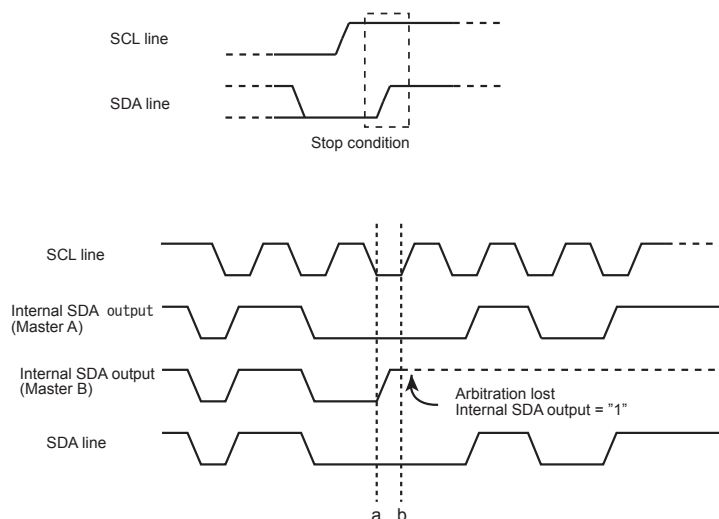 SCL line
SDA line
Stop condition
SCL line
Internal SDA output
(Master A)
Internal SDA output
(Master B)
Arbitration lost
Internal SDA output = ”1”
SDA line
a b